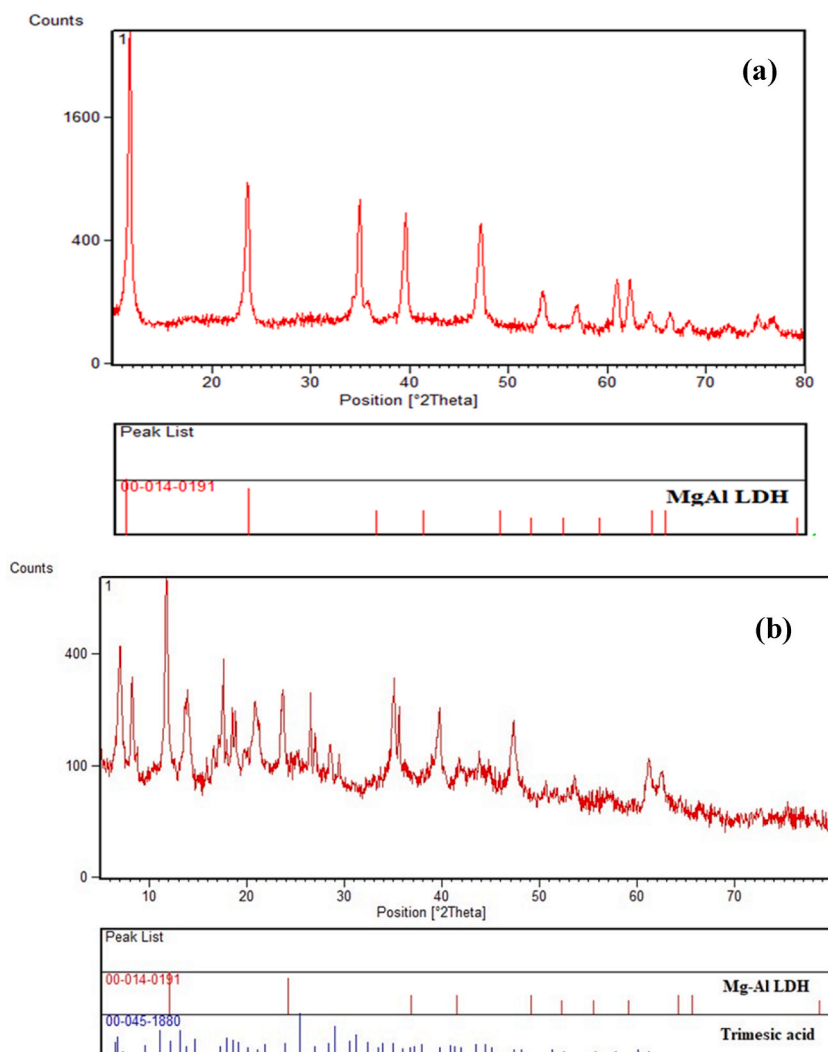 Counts
1
(a)
1600
400
0
20 30 40 50 60 70 80
Position [°2Theta]
Peak List
00-014-0191
MgAl LDH
Counts
1
(b)
400
100
0
10 20 30 40 50 60 70
Position [°2Theta]
Peak List
00-014-0191
Mg-Al LDH
00-045-1880
Trimesic acid